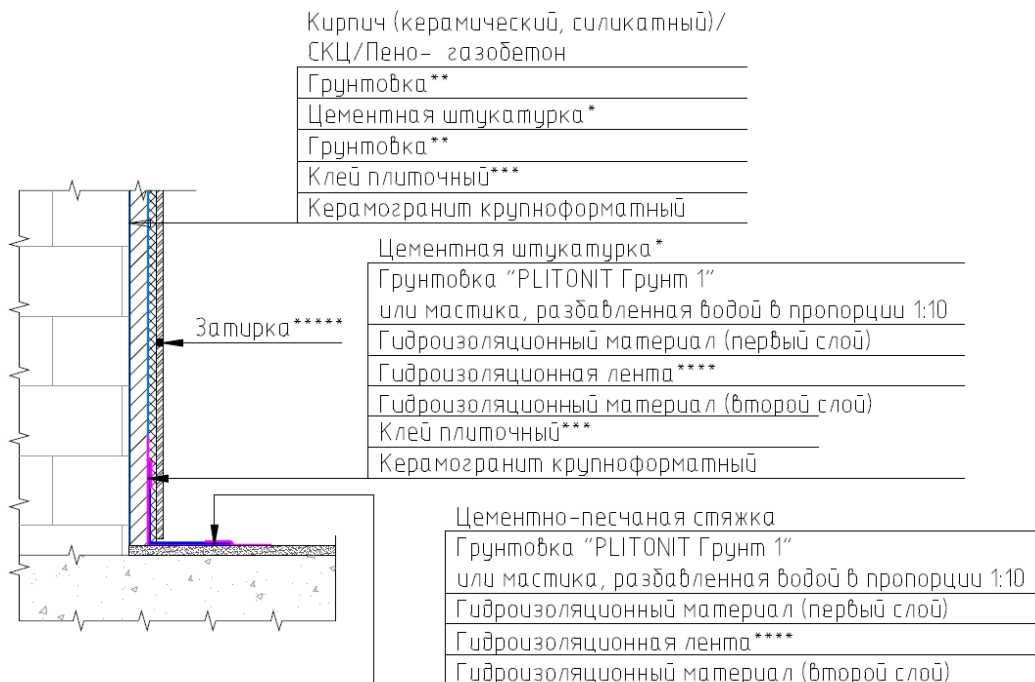 Кирпич (керамический, силикатный)/
СКЦ/Пено- газобетон
Грунтовка**
Цементная штукатурка*
Грунтовка**
Клей плиточный***
Керамогранит крупноформатный
Цементная штукатурка*
Грунтовка "PLITONIT Грунт 1"
или мастика, разбавленная водой в пропорции 1:10
Гидроизоляционный материал (первый слой)
Гидроизоляционная лента****
Гидроизоляционный материал (второй слой)
Клей плиточный***
Керамогранит крупноформатный
Затирка*****
Цементно-песчаная стяжка
Грунтовка "PLITONIT Грунт 1"
или мастика, разбавленная водой в пропорции 1:10
Гидроизоляционный материал (первый слой)
Гидроизоляционная лента****
Гидроизоляционный материал (второй слой)